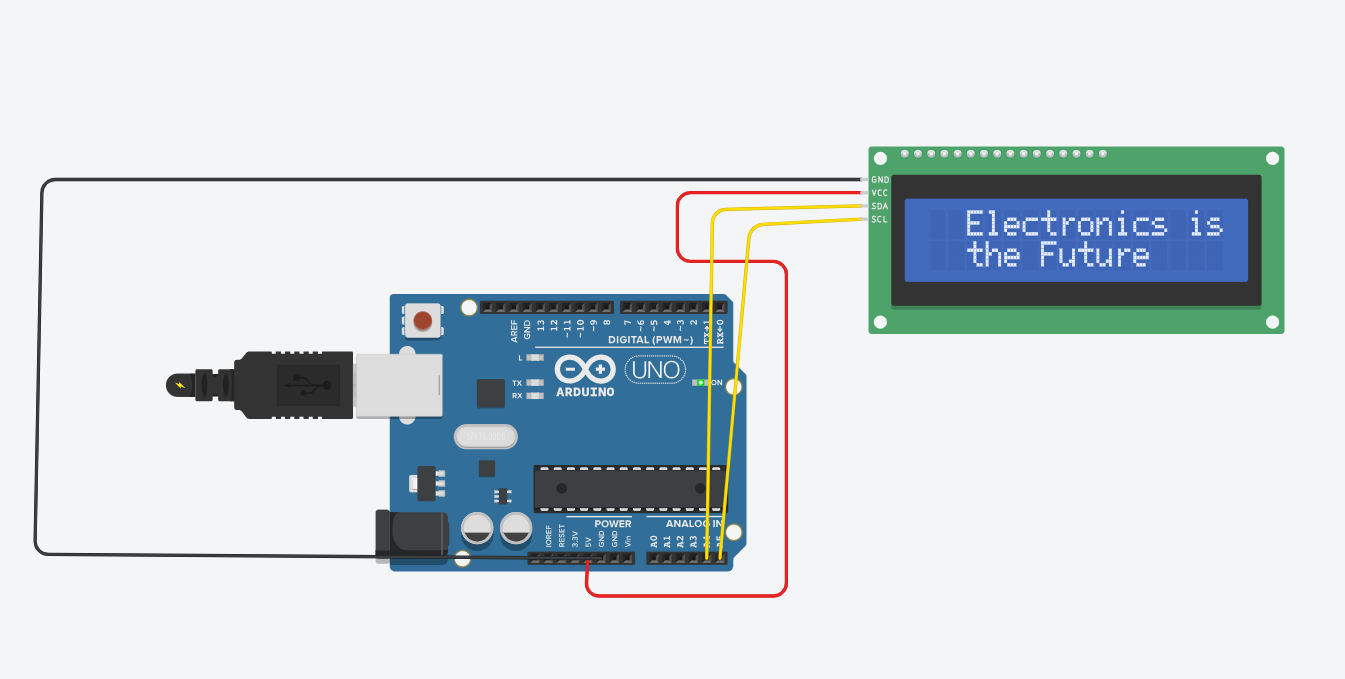 GND
VCC
SDA
SCL
Electronics is
the Future
AREF
GND
13
12
~11
~10
~9
8
7
~6
~5
4
~3
2
TX→1
RX←0
DIGITAL (PWM~)
L
TX
RX
ARDUINO
UNO
ON
POWER
ANALOG IN
IOREF
RESET
3.3V
5V
GND
GND
Vin
A0
A1
A2
A3